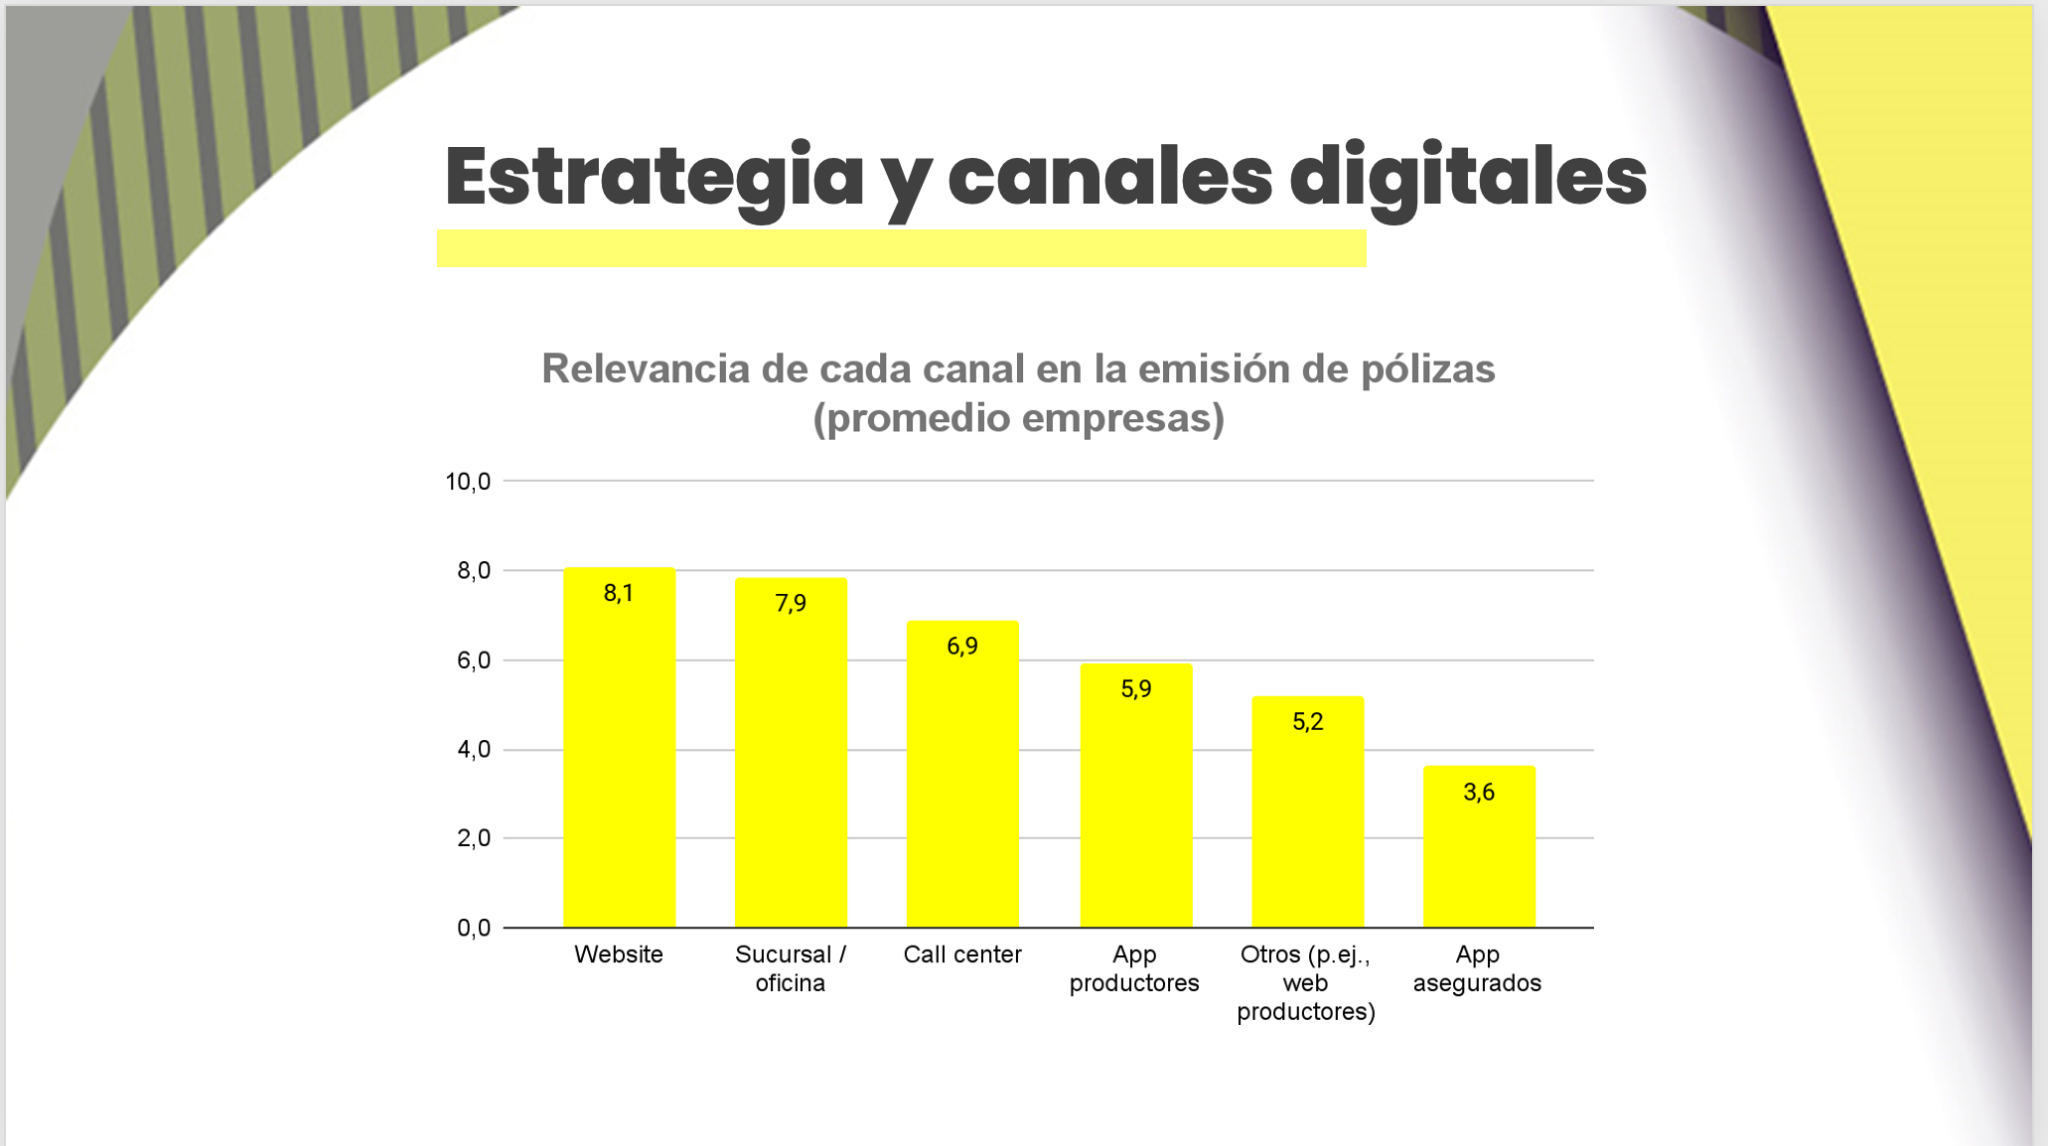 Estrategia y canales digitales
Relevancia de cada canal en la emisión de pólizas
(promedio empresas)
10,0
8,0
6,0
4,0
2,0
0,0
8,1
7,9
6,9
5,9
5,2
3,6
Website
Sucursal /
oficina
Call center
App
productores
Otros (p.ej.,
web
productores)
App
asegurados